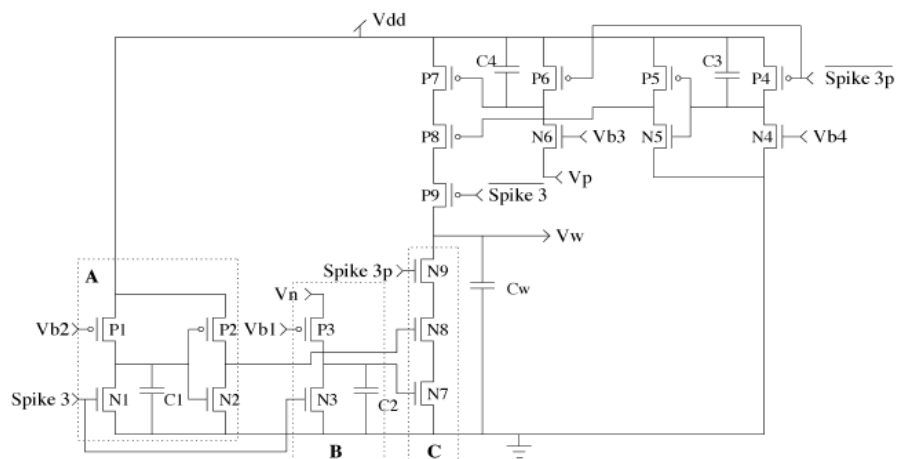 Vdd
P7
C4
P6
P5
C3
P4
Spike 3p
P8
N6
Vb3
N5
N4
Vb4
P9
Spike 3
Vp
Vw
A
Spike 3p
N9
Cw
Vn
Vb2
P1
P2
Vb1
P3
N8
Spike 3
N1
C1
N2
N3
C2
N7
B
C